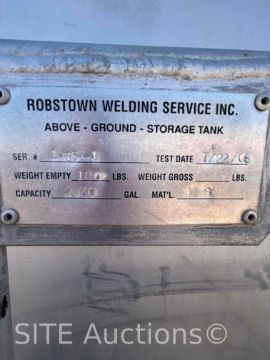 ROBSTOWN WELDING SERVICE INC.
ABOVE - GROUND - STORAGE TANK
SER. # TEST DATE
WEIGHT EMPTY LBS. WEIGHT GROSS LBS.
CAPACITY GAL. MAT'L.
SITE Auctions™